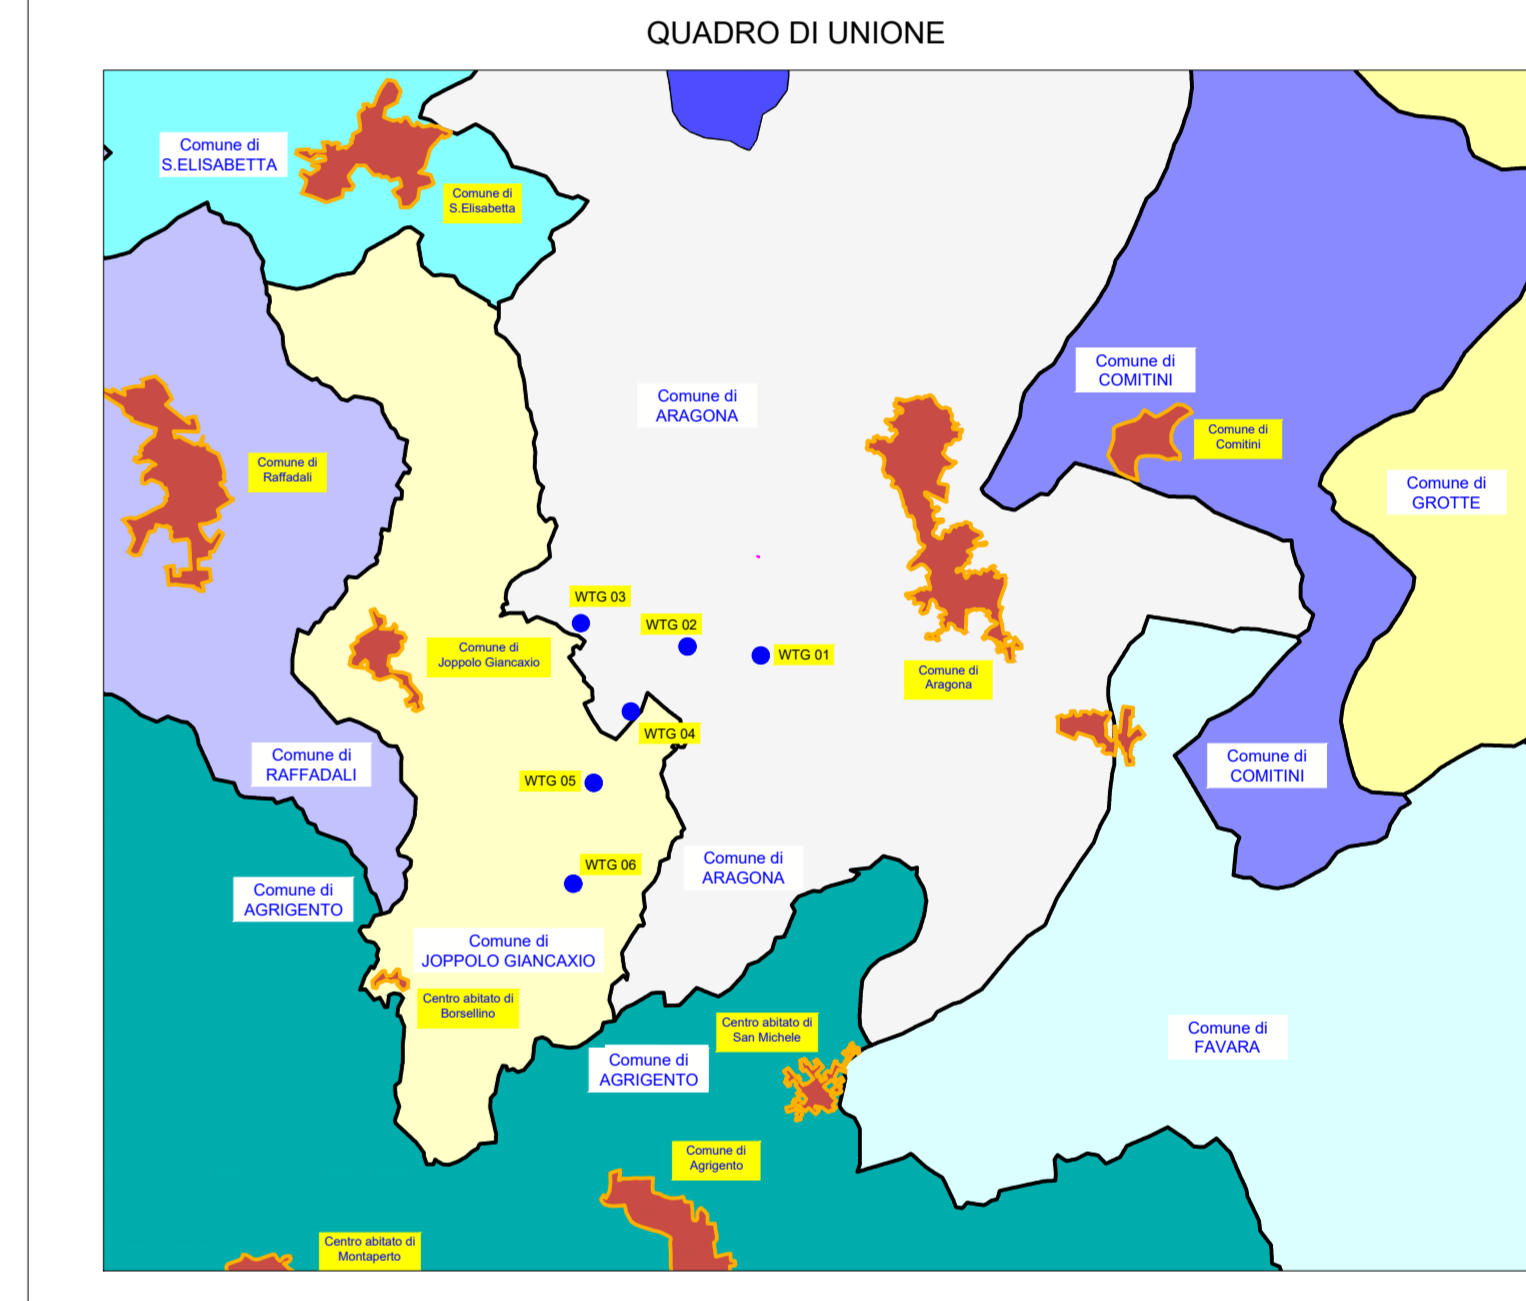 QUADRO DI UNIONE
Comune di
S.ELISABETTA
Comune di
S.Elisabetta
Comune di
COMITINI
Comune di
ARAGONA
Comune di
Comitini
Comune di
Raffadali
Comune di
GROTTE
WTG 03
WTG 02
WTG 01
Comune di
Joppolo Giancaxio
Comune di
Aragona
WTG 04
Comune di
RAFFADALI
Comune di
COMITINI
WTG 05
WTG 06
Comune di
ARAGONA
Comune di
AGRIGENTO
Comune di
JOPPOLO GIANCAXIO
Centro abitato di
Borsellino
Centro abitato di
San Michele
Comune di
FAVARA
Comune di
AGRIGENTO
Comune di
Agrigento
Centro abitato di
Montaperto